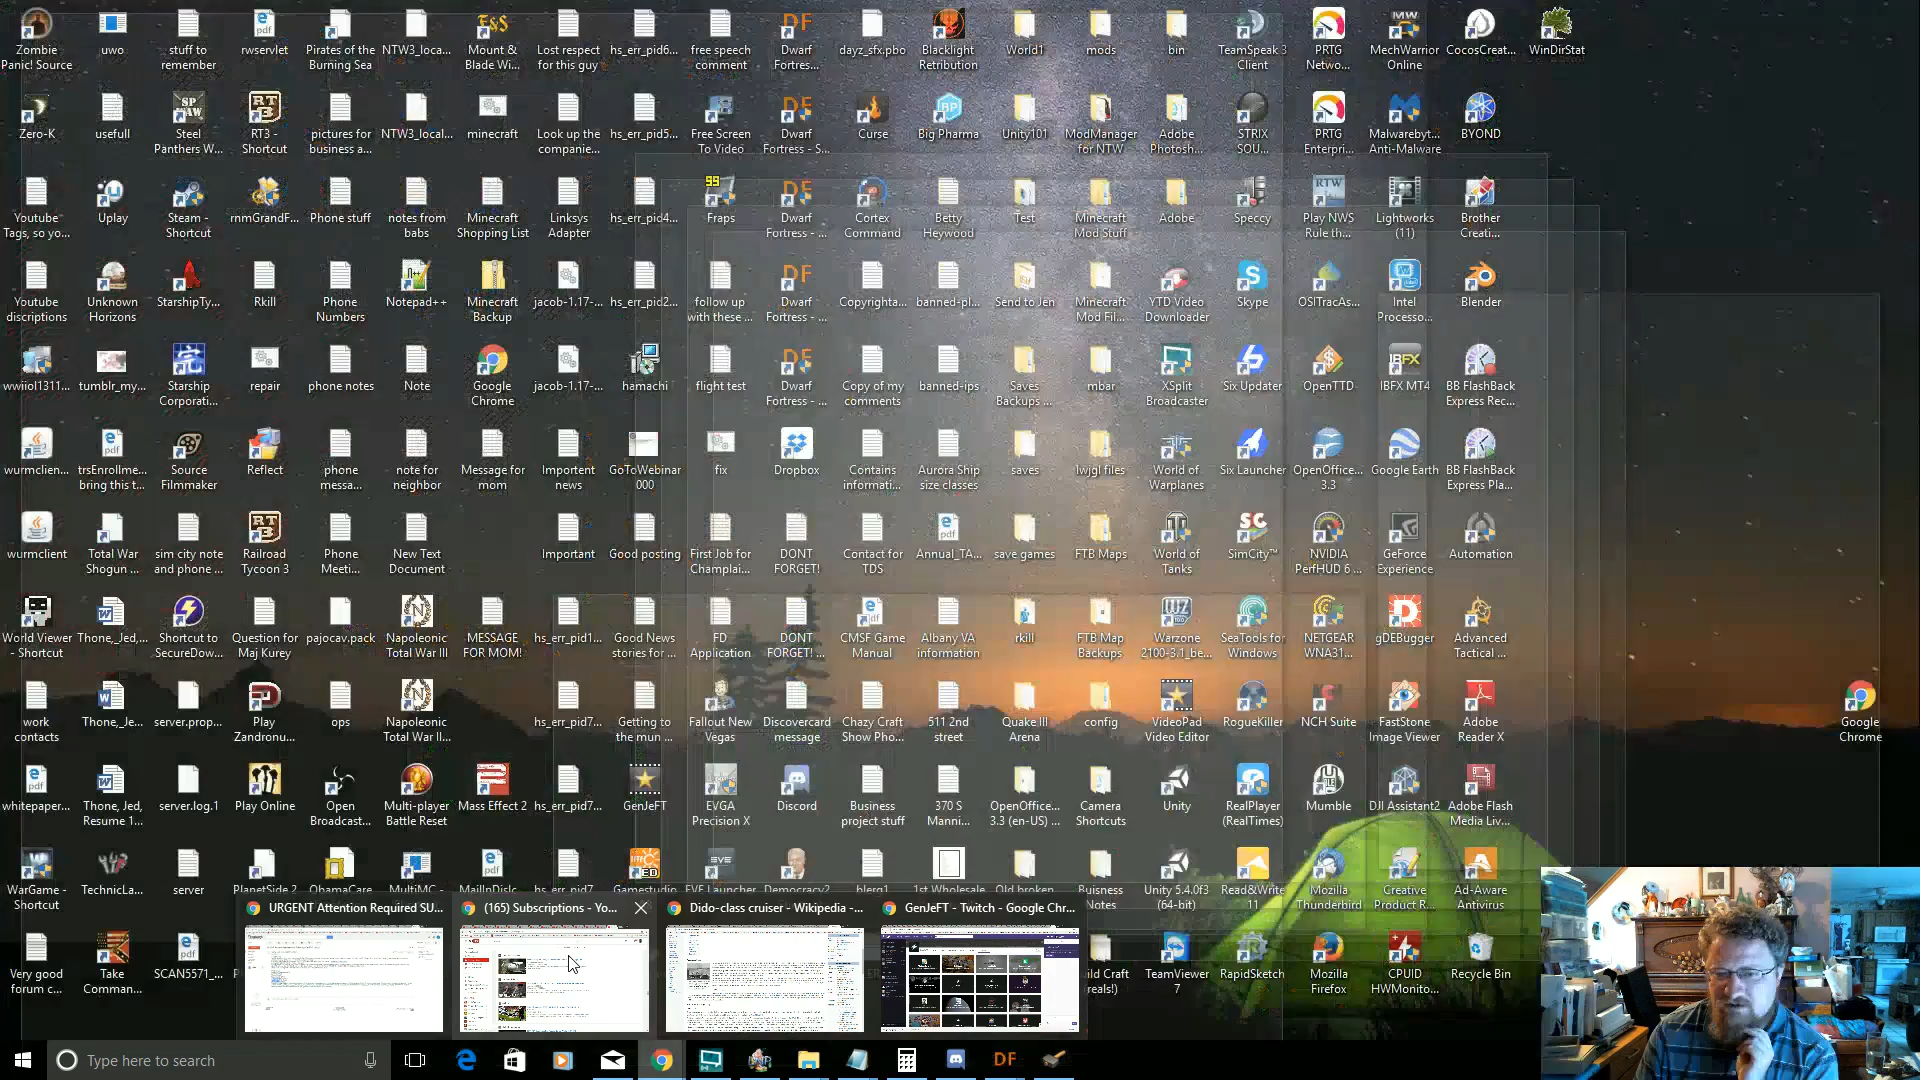 Zombie Panic! Source
uwo
stuff to remember
rwservlet
Pirates of the Burning Sea
NTW3_loca...
Mount & Blade Wi...
Lost respect for this guy
hs_err_pid6...
free speech comment
Dwarf Fortres...
dayz_sfx.pbo
Blacklight Retribution
World1
mods
bin
TeamSpeak 3 Client
PRTG Netwo...
MechWarrior Online
CocosCreat...
WinDirStat
Zero-K
usefull
Steel Panthers W...
RT3 - Shortcut
pictures for business a...
NTW3_local...
minecraft
Look up the companie...
hs_err_pid5...
Free Screen To Video
Dwarf Fortress - S...
Curse
Big Pharma
Unity101
ModManager for NTW
Adobe Photosh...
STRIX SOU...
PRTG Enterpri...
Malwarebyt... Anti-Malware
BYOND
Youtube Tags, so yo...
Uplay
Steam - Shortcut
rnmGrandF...
Phone stuff
notes from babs
Minecraft Shopping List
Linksys Adapter
hs_err_pid4...
Fraps
Dwarf Fortress - ...
Cortex Command
Betty Heywood
Test
Minecraft Mod Stuff
Adobe
Speccy
Play NWS Rule th...
Lightworks (11)
Brother Creati...
Youtube discriptions
Unknown Horizons
StarshipTy...
Rkill
Phone Numbers
Notepad++
Minecraft Backup
jacob-1.17-...
hs_err_pid2...
follow up with these ...
Dwarf Fortress - ...
Copyrighta...
banned-pl...
Send to Jen
Minecraft Mod Fil...
YTD Video Downloader
Skype
OSITracAs...
Intel Processo...
Blender
wwiiol1311...
tumblr_my...
Starship Corporati...
repair
phone notes
Note
Google Chrome
jacob-1.17-...
hamachi
flight test
Dwarf Fortress - ...
Copy of my comments
banned-ips
Saves Backups ...
mbar
XSplit Broadcaster
Six Updater
OpenTTD
IBFX MT4
BB FlashBack Express Rec...
wurmclien...
trsEnrollme... bring this t...
Source Filmmaker
Reflect
phone messa...
note for neighbor
Message for mom
Importent news
GoToWebinar 000
fix
Dropbox
Contains informati...
Aurora Ship size classes
saves
lwjgl files
World of Warplanes
Six Launcher
OpenOffice... 3.3
Google Earth
BB FlashBack Express Pla...
wurmclient
Total War Shogun ...
sim city note and phone ...
Railroad Tycoon 3
Phone Meeti...
New Text Document
Important
Good posting
First Job for Champlai...
DONT FORGET!
Contact for TDS
Annual_TA...
save games
FTB Maps
World of Tanks
SimCity™
NVIDIA PerfHUD 6 ...
GeForce Experience
Automation
World Viewer - Shortcut
Thone,_Jed,...
Shortcut to SecureDow...
Question for Maj Kurey
pajocav.pack
Napoleonic Total War III
MESSAGE FOR MOM!
hs_err_pid1...
Good News stories for ...
FD Application
DONT FORGET! ...
CMSF Game Manual
Albany VA information
rkill
FTB Map Backups
Warzone 2100-3.1_be...
SeaTools for Windows
NETGEAR WNA31...
gDEBugger
Advanced Tactical ...
work contacts
Thone,_Je...
server.prop...
Play Zandronu...
ops
Napoleonic Total War II...
hs_err_pid7...
Getting to the mun ...
Fallout New Vegas
Discovercard message
Chazy Craft Show Pho...
511 2nd street
Quake III Arena
config
VideoPad Video Editor
RogueKiller
NCH Suite
FastStone Image Viewer
Adobe Reader X
Google Chrome
whitepaper...
Thone, Jed, Resume 1...
server.log.1
Play Online
Open Broadcast...
Multi-player Battle Reset
Mass Effect 2
hs_err_pid7...
GenJeFT
EVGA Precision X
Discord
Business project stuff
370 S Manni...
OpenOffice... 3.3 (en-US) ...
Camera Shortcuts
Unity
RealPlayer (RealTimes)
Mumble
DJI Assistant2
Adobe Flash Media Liv...
WarGame - Shortcut
TechnicLa...
server
PlanetSide 2
ObamaCare
MultiMC -
MailInDisc
hs_err_pid7
Gamestudio
EVE Launcher
Democracy2
blerg1
1st Wholesale
Old broken
Buisness Notes
Unity 5.4.0f3 (64-bit)
Read&Write 11
Mozilla Thunderbird
Creative Product R...
Ad-Aware Antivirus
URGENT Attention Required SU...
(165) Subscriptions - Yo...
Dido-class cruiser - Wikipedia -...
GenJeFT - Twitch - Google Chr...
Very good forum c...
Take Comman...
SCAN5571_...
TeamViewer 7
RapidSketch
Mozilla Firefox
CPUID HWMonito...
Recycle Bin
Type here to search
DF